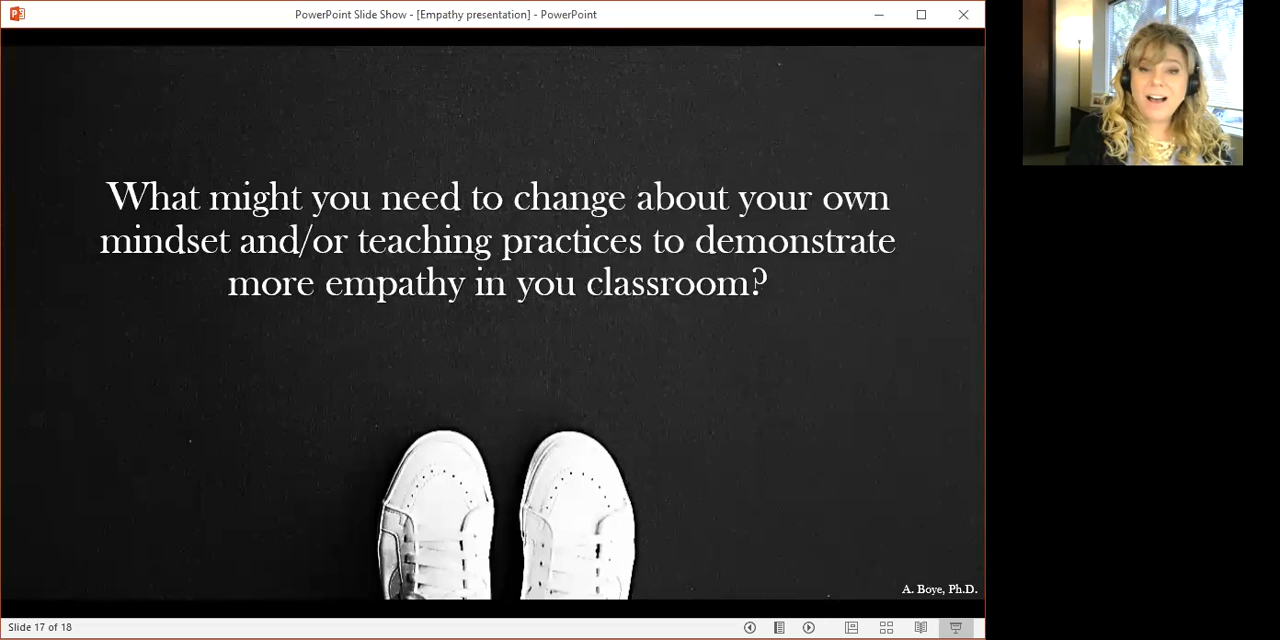 PowerPoint Slide Show - [Empathy presentation] - PowerPoint
What might you need to change about your own
mindset and/or teaching practices to demonstrate
more empathy in you classroom?
A. Boye, Ph.D.
Slide 17 of 18